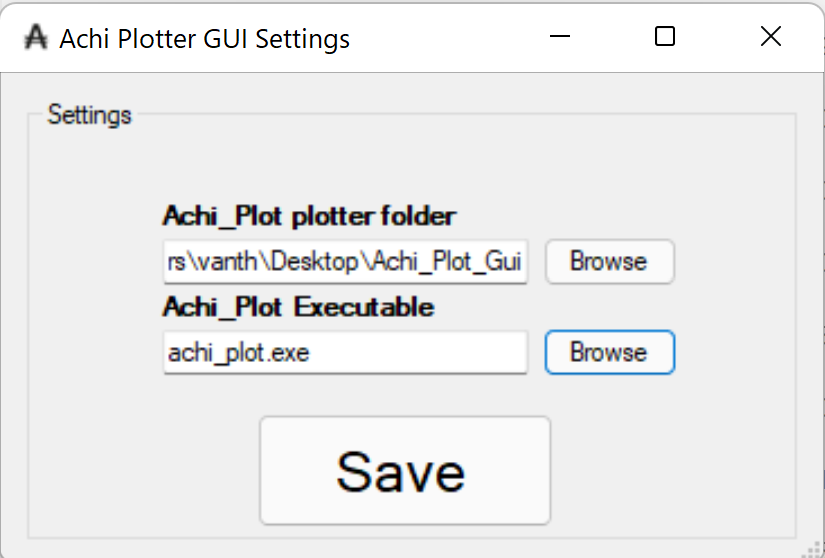 Achi Plotter GUI Settings
Settings
Achi_Plot plotter folder
rs\vanth\Desktop\Achi_Plot_Gui Browse
Achi_Plot Executable
achi_plot.exe Browse
Save